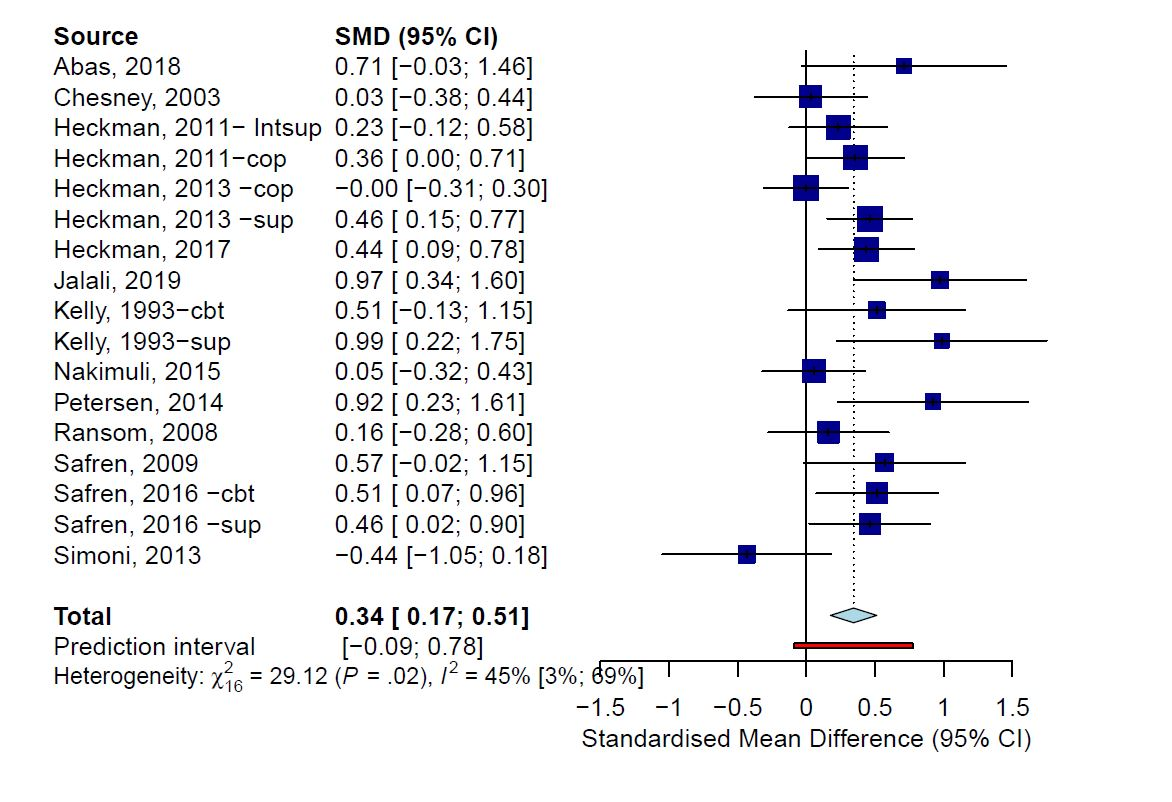 Source SMD (95% CI)
Abas, 2018 0.71 [−0.03; 1.46]
Chesney, 2003 0.03 [−0.38; 0.44]
Heckman, 2011− Intsup 0.23 [−0.12; 0.58]
Heckman, 2011−cop 0.36 [ 0.00; 0.71]
Heckman, 2013 −cop −0.00 [−0.31; 0.30]
Heckman, 2013 −sup 0.46 [ 0.15; 0.77]
Heckman, 2017 0.44 [ 0.09; 0.78]
Jalali, 2019 0.97 [ 0.34; 1.60]
Kelly, 1993−cbt 0.51 [−0.13; 1.15]
Kelly, 1993−sup 0.99 [ 0.22; 1.75]
Nakimuli, 2015 0.05 [−0.32; 0.43]
Petersen, 2014 0.92 [ 0.23; 1.61]
Ransom, 2008 0.16 [−0.28; 0.60]
Safren, 2009 0.57 [−0.02; 1.15]
Safren, 2016 −cbt 0.51 [ 0.07; 0.96]
Safren, 2016 −sup 0.46 [ 0.02; 0.90]
Simoni, 2013 −0.44 [−1.05; 0.18]
Total 0.34 [ 0.17; 0.51]
Prediction interval [−0.09; 0.78]
Heterogeneity: χ²₁₆ = 29.12 (P = .02), I² = 45% [3%; 69%]
−1.5 −1 −0.5 0 0.5 1 1.5
Standardised Mean Difference (95% CI)